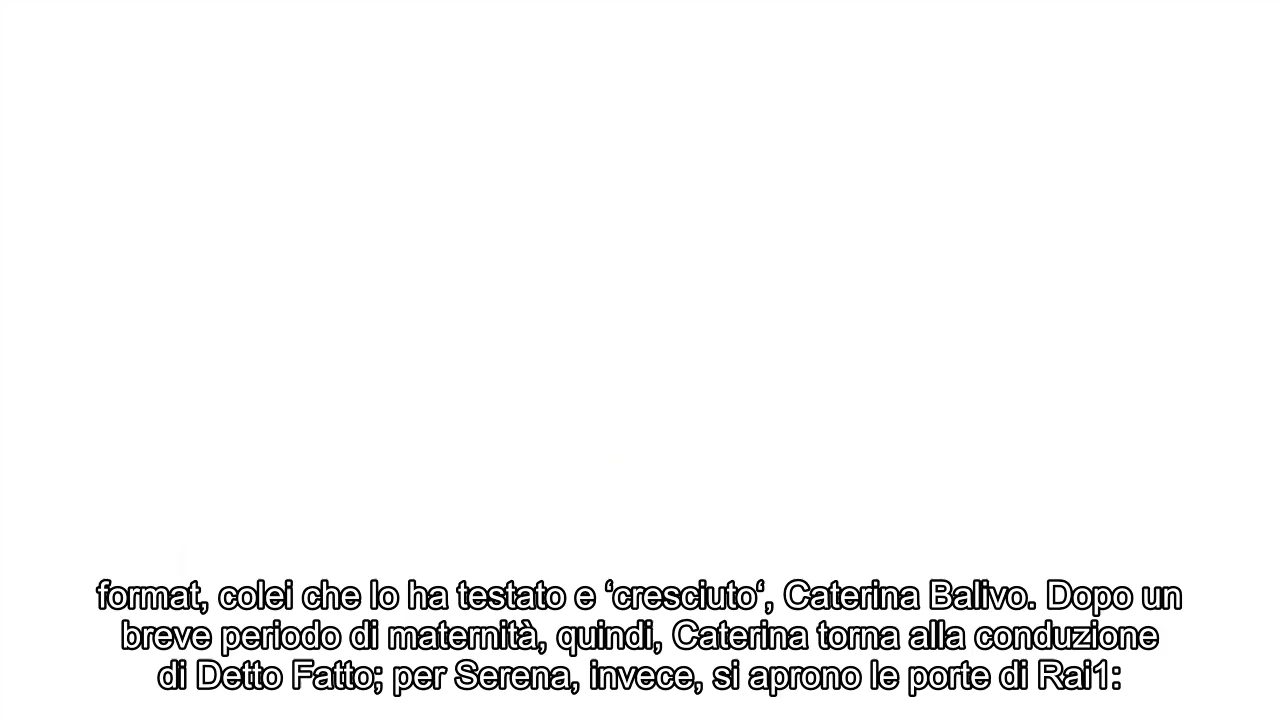 format, colei che lo ha testato e ‘cresciuto‘, Caterina Balivo. Dopo un
breve periodo di maternità, quindi, Caterina torna alla conduzione
di Detto Fatto; per Serena, invece, si aprono le porte di Rai1: